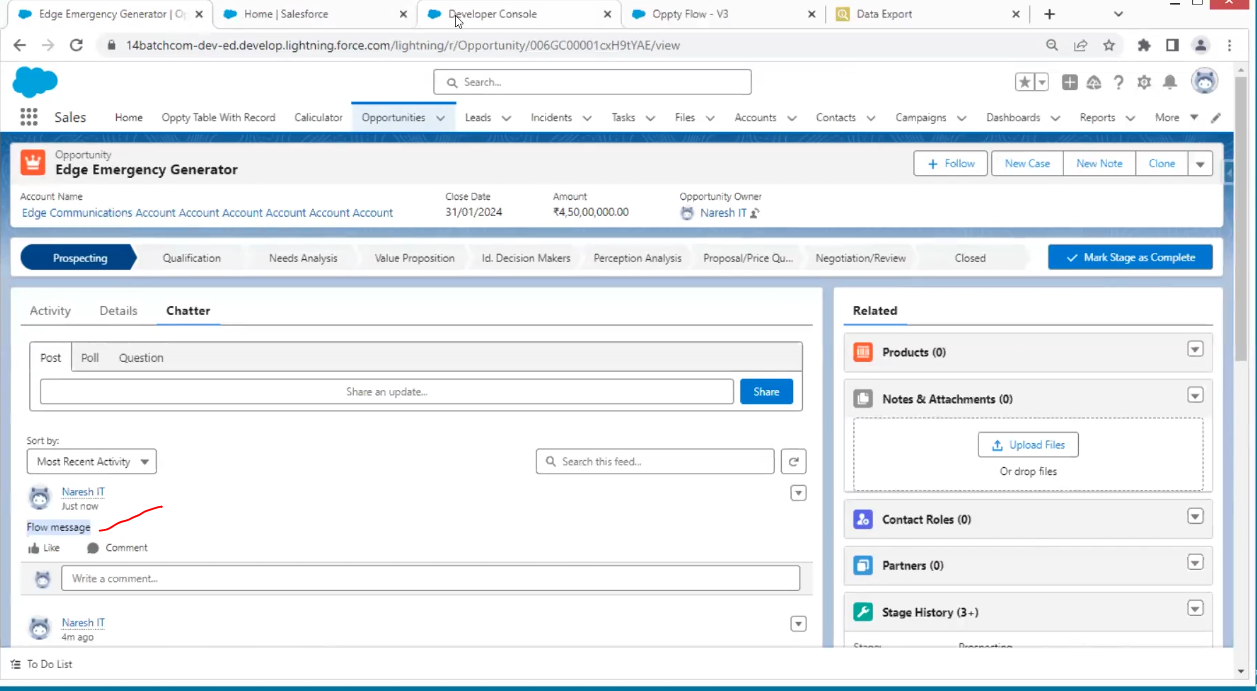 Edge Emergency Generator | O
Home | Salesforce
Developer Console
Oppty Flow - V3
Data Export
14batchcom-dev-ed.develop.lightning.force.com/lightning/r/Opportunity/006GC00001cxH9tYAE/view
Search...
Sales
Home
Oppty Table With Record
Calculator
Opportunities
Leads
Incidents
Tasks
Files
Accounts
Contacts
Campaigns
Dashboards
Reports
More
Opportunity
Edge Emergency Generator
+ Follow
New Case
New Note
Clone
Account Name
Edge Communications Account Account Account Account Account Account
Close Date
31/01/2024
Amount
₹4,50,00,000.00
Opportunity Owner
Naresh IT
Prospecting
Qualification
Needs Analysis
Value Proposition
Id. Decision Makers
Perception Analysis
Proposal/Price Qu...
Negotiation/Review
Closed
Mark Stage as Complete
Activity
Details
Chatter
Post
Poll
Question
Share an update...
Share
Sort by:
Most Recent Activity
Search this feed...
Naresh IT
Just now
Flow message
Like
Comment
Write a comment...
Naresh IT
4m ago
Related
Products (0)
Notes & Attachments (0)
Upload Files
Or drop files
Contact Roles (0)
Partners (0)
Stage History (3+)
Stage:
Prospecting
To Do List